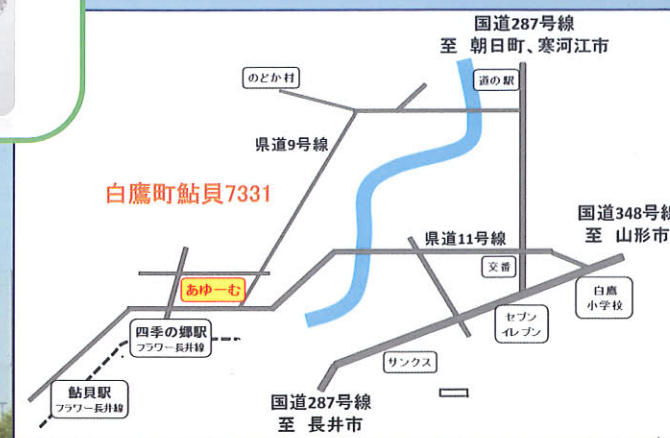 国道287号線
至 朝日町、寒河江市
のどか村
道の駅
県道9号線
白鷹町鮎貝7331
国道348号線
至 山形市
県道11号線
交番
あゆーむ
白鷹
小学校
セブン
イレブン
四季の郷駅
フラワー長井線
サンクス
鮎貝駅
フラワー長井線
国道287号線
至 長井市